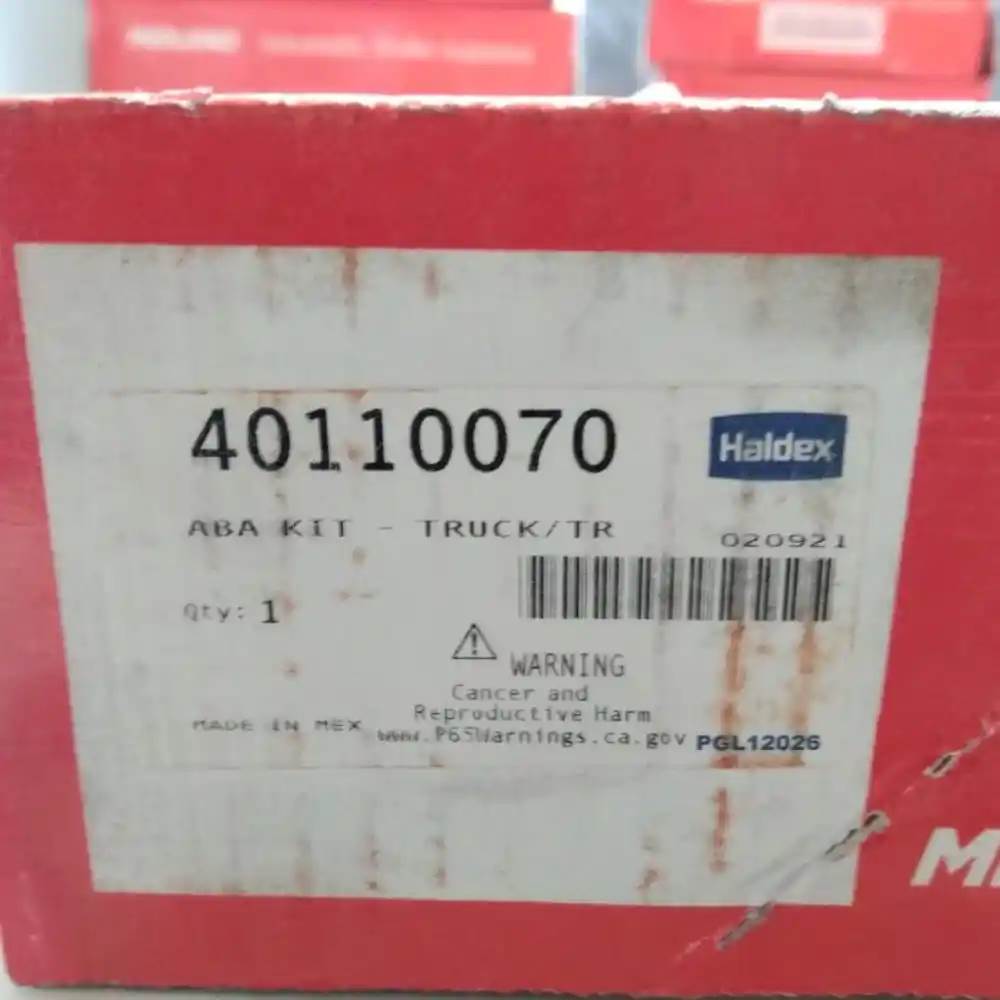 40110070
Haldex
ABA KIT - TRUCK/TR
020921
Qty: 1
WARNING
Cancer and
Reproductive Harm
MADE IN MEX
www.P65Warnings.ca.gov
PGL12026